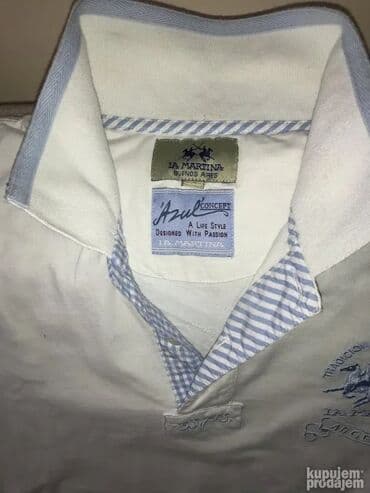 LA MARTINA
BUENOS AIRES
'Azul' CONCEPT
A LIFE STYLE
DESIGNED WITH PASSION
LA MARTINA
kupujem
prodajem